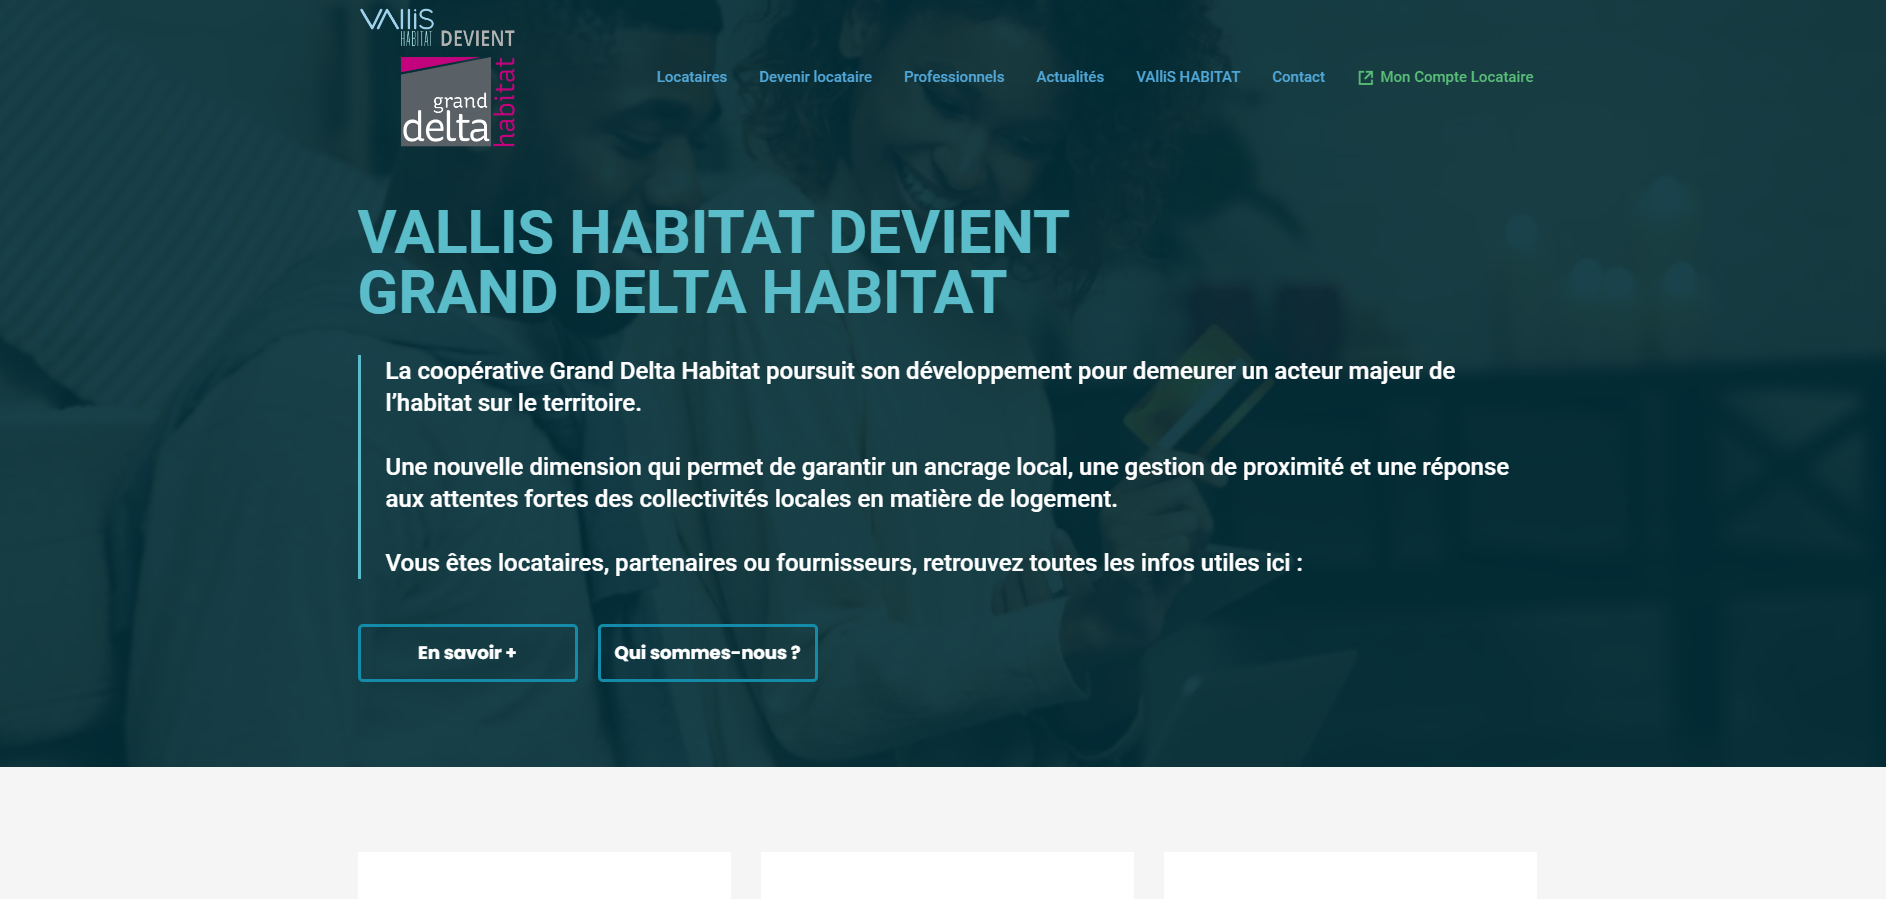 VALLiS
HABITAT DEVIENT
grand
delta
habitat
Locataires Devenir locataire Professionnels Actualités VAlliS HABITAT Contact Mon Compte Locataire
VALLIS HABITAT DEVIENT
GRAND DELTA HABITAT
La coopérative Grand Delta Habitat poursuit son développement pour demeurer un acteur majeur de
l’habitat sur le territoire.
Une nouvelle dimension qui permet de garantir un ancrage local, une gestion de proximité et une réponse
aux attentes fortes des collectivités locales en matière de logement.
Vous êtes locataires, partenaires ou fournisseurs, retrouvez toutes les infos utiles ici :
En savoir + Qui sommes-nous ?